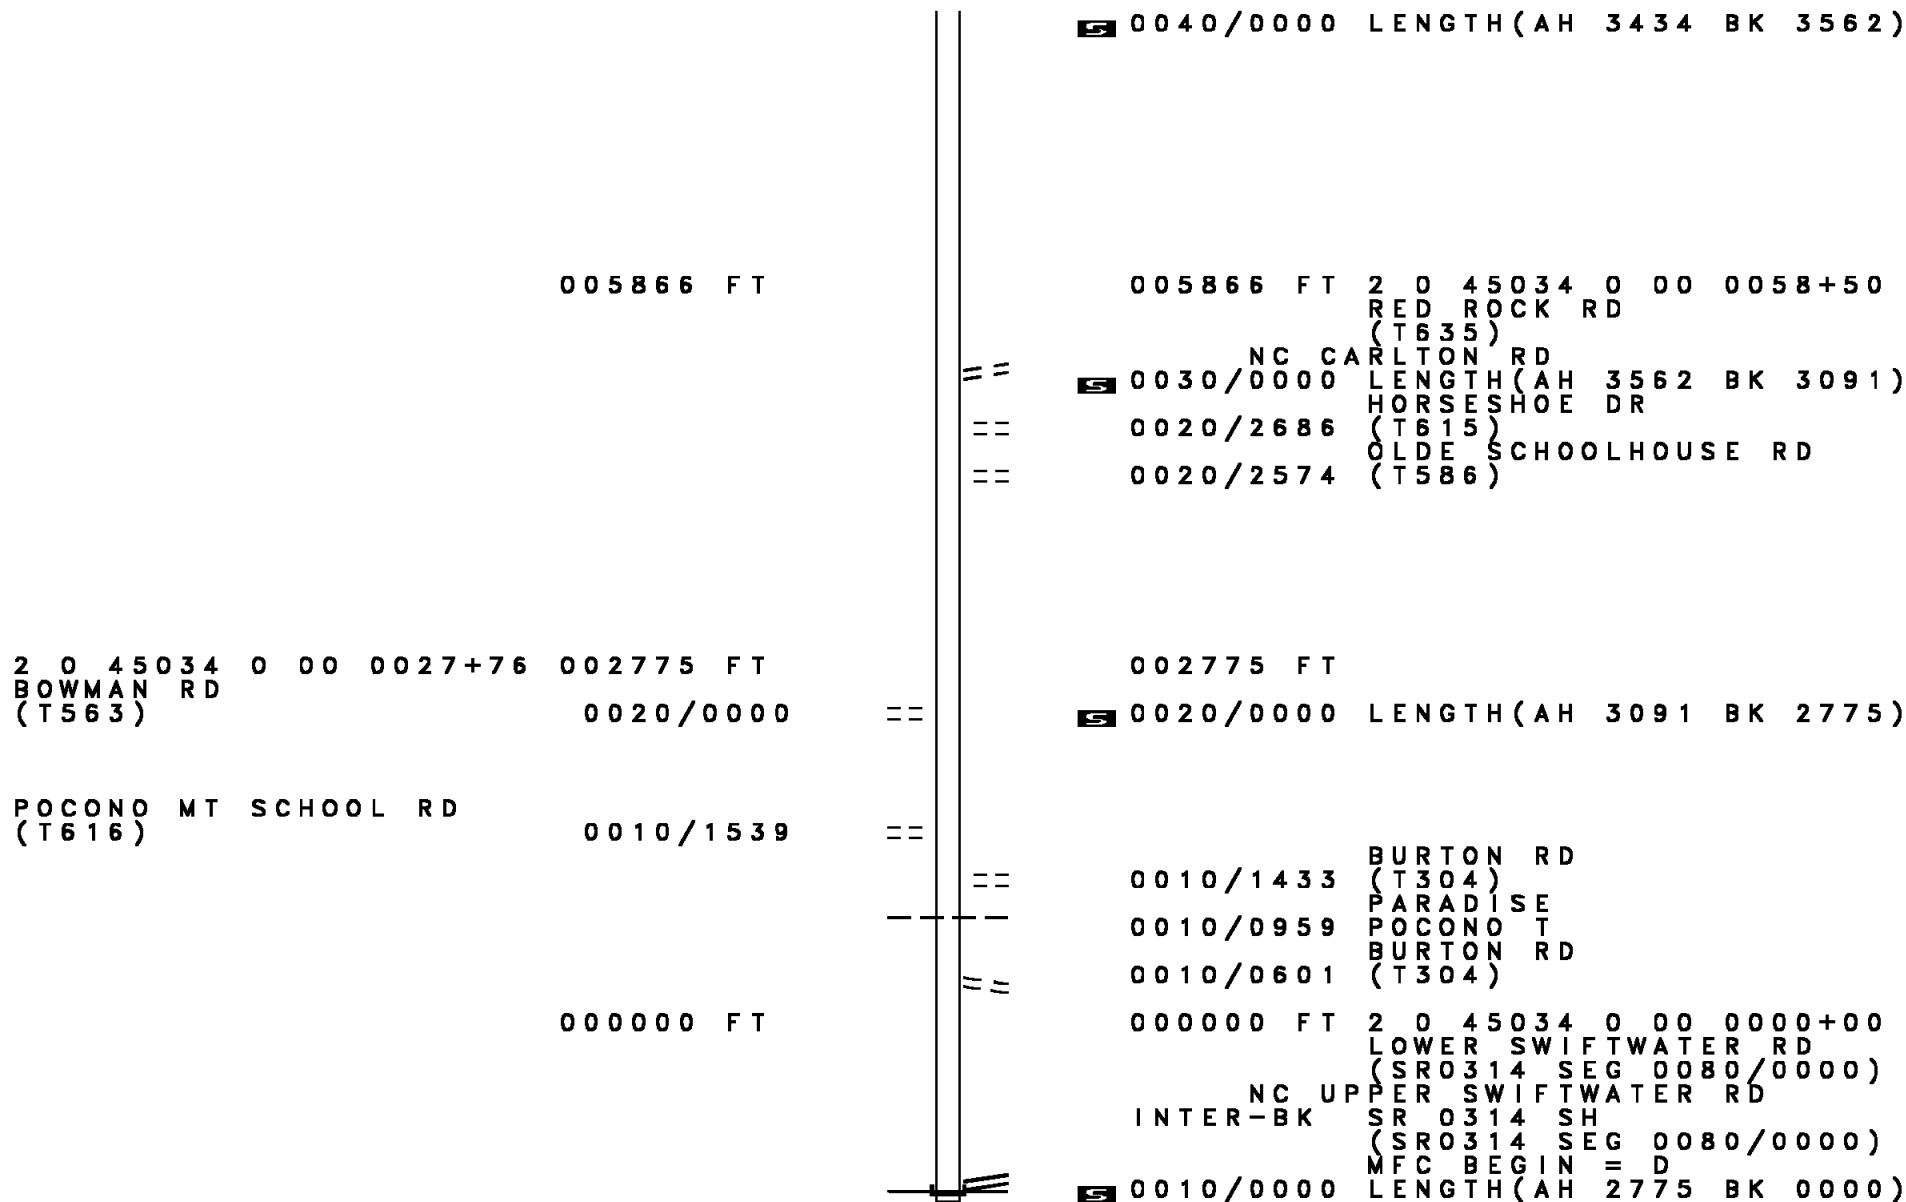 S 0040/0000 LENGTH(AH 3434 BK 3562)
005866 FT 005866 FT 2 0 45034 0 00 0058+50
RED ROCK RD
(T635)
NC CARLTON RD
S 0030/0000 LENGTH(AH 3562 BK 3091)
HORSESHOE DR
0020/2686 (T615)
OLDE SCHOOLHOUSE RD
0020/2574 (T586)
2 0 45034 0 00 0027+76 002775 FT 002775 FT
BOWMAN RD
(T563) 0020/0000 S 0020/0000 LENGTH(AH 3091 BK 2775)
POCONO MT SCHOOL RD
(T616) 0010/1539
BURTON RD
0010/1433 (T304)
PARADISE
0010/0959 POCONO T
BURTON RD
0010/0601 (T304)
000000 FT 000000 FT 2 0 45034 0 00 0000+00
LOWER SWIFTWATER RD
(SR0314 SEG 0080/0000)
NC UPPER SWIFTWATER RD
INTER-BK SR 0314 SH
(SR0314 SEG 0080/0000)
MFC BEGIN = D
S 0010/0000 LENGTH(AH 2775 BK 0000)